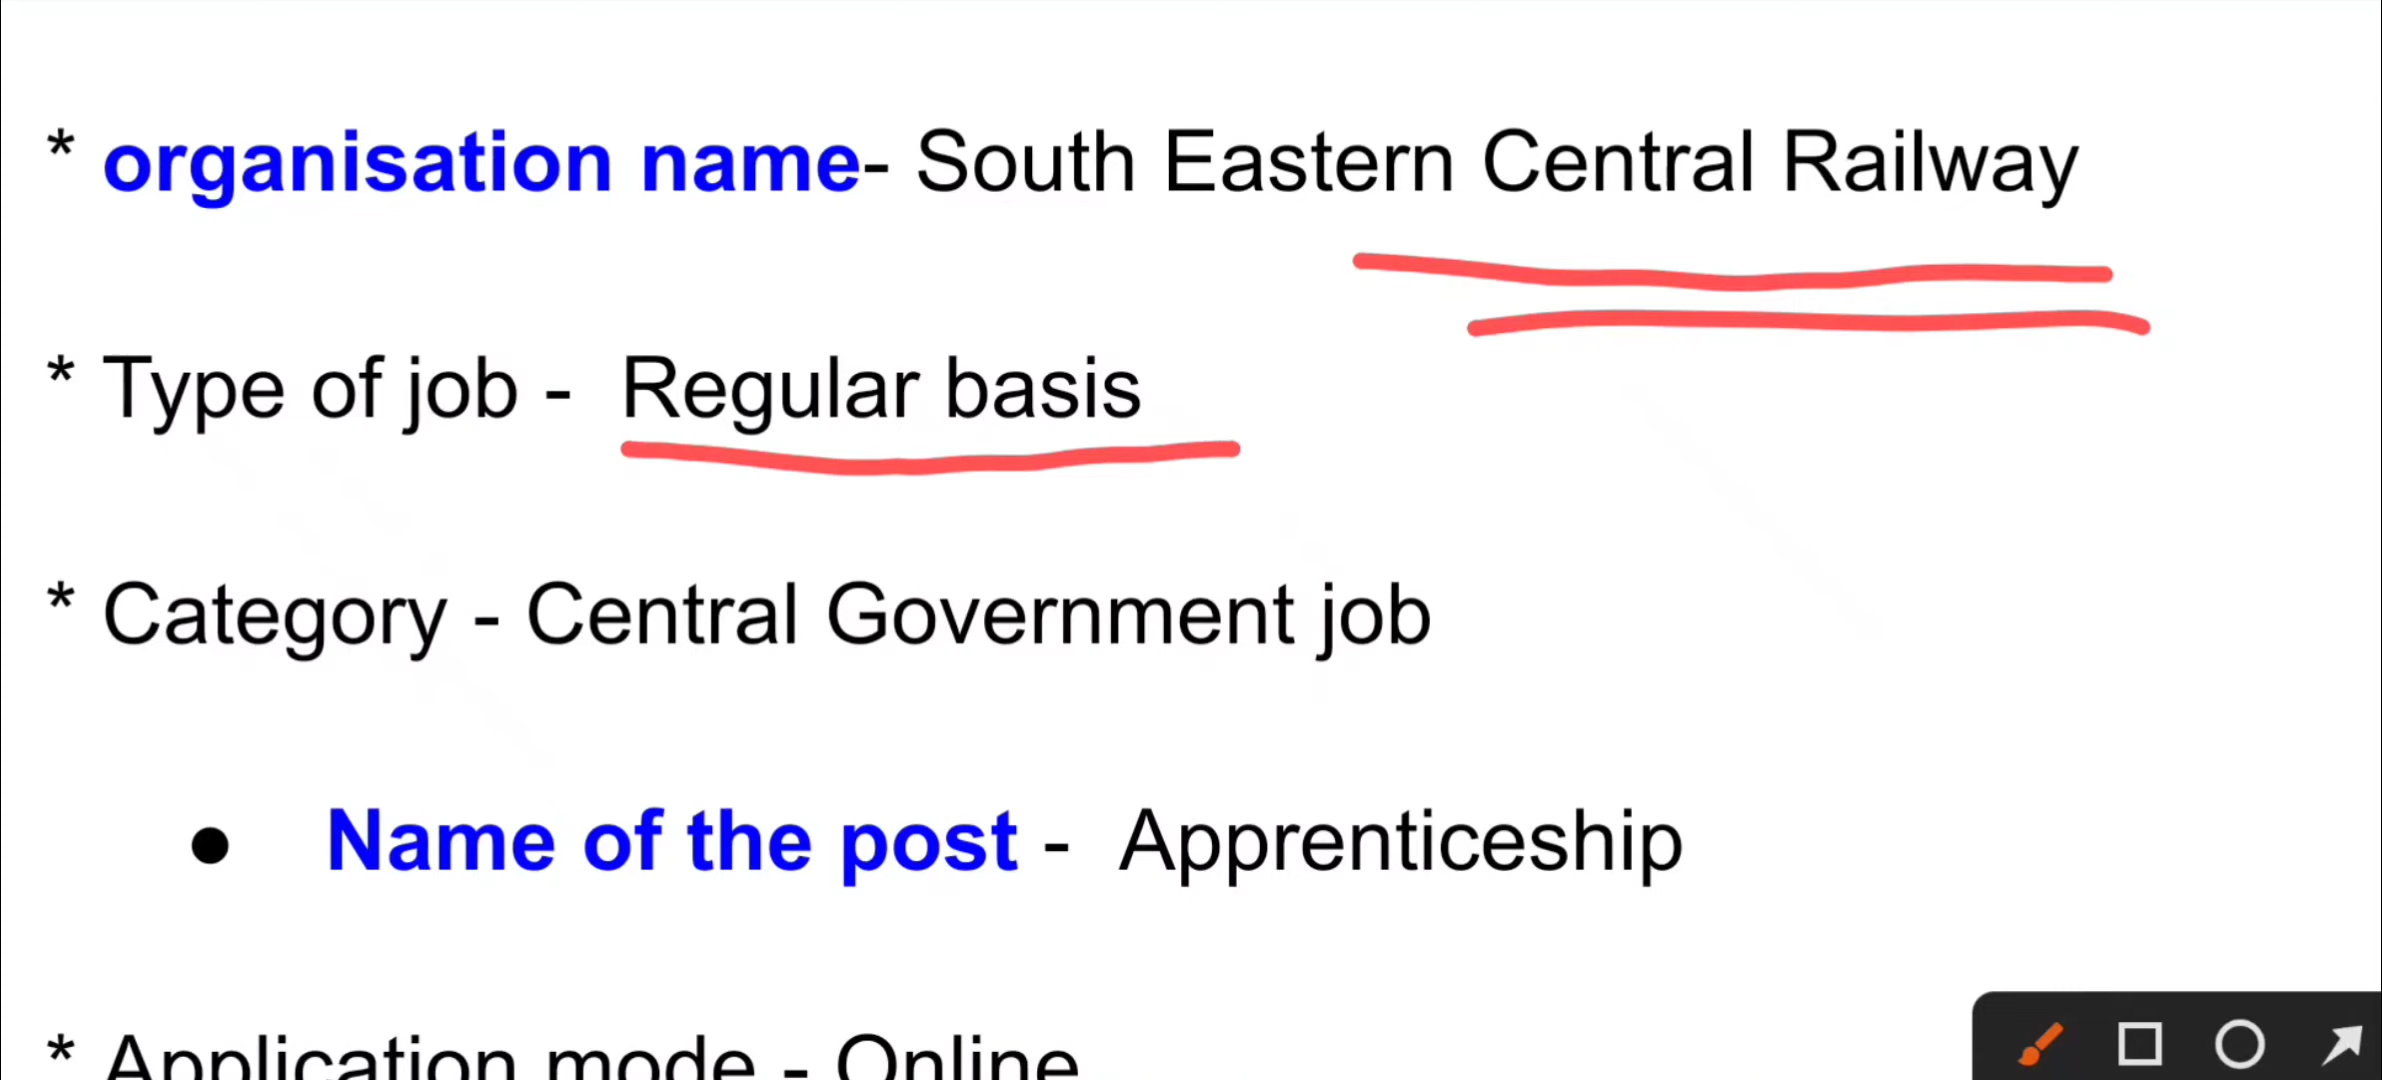 * organisation name- South Eastern Central Railway
* Type of job - Regular basis
* Category - Central Government job
● Name of the post - Apprenticeship
* Application mode - Online